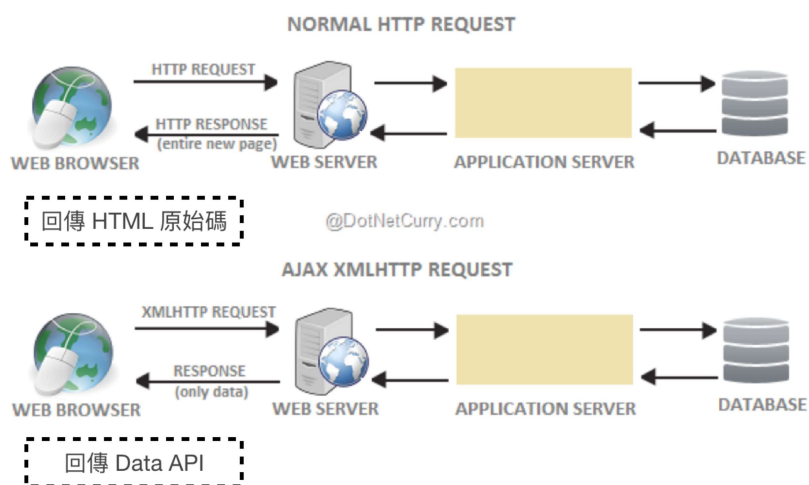 NORMAL HTTP REQUEST
HTTP REQUEST
HTTP RESPONSE
(entire new page)
WEB BROWSER
WEB SERVER
APPLICATION SERVER
DATABASE
回傳 HTML 原始碼
@DotNetCurry.com
AJAX XMLHTTP REQUEST
XMLHTTP REQUEST
RESPONSE
(only data)
WEB BROWSER
WEB SERVER
APPLICATION SERVER
DATABASE
回傳 Data API